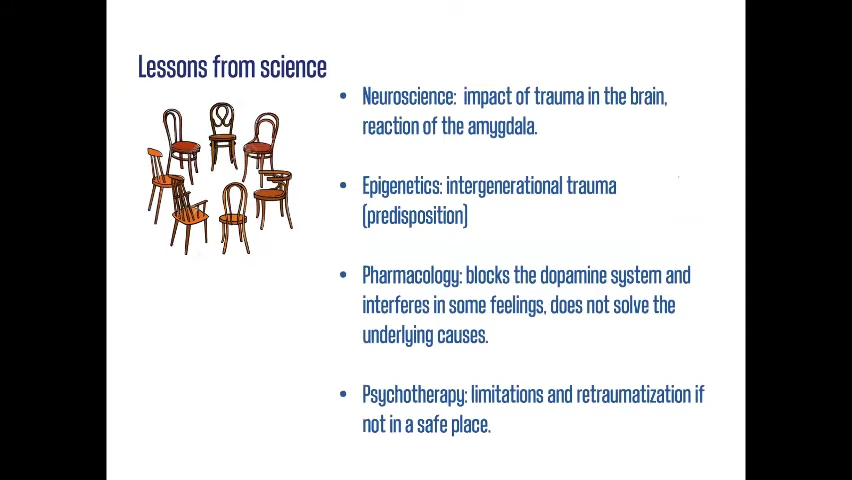 Lessons from science
• Neuroscience: impact of trauma in the brain,
reaction of the amygdala.
• Epigenetics: intergenerational trauma
(predisposition)
• Pharmacology: blocks the dopamine system and
interferes in some feelings, does not solve the
underlying causes.
• Psychotherapy: limitations and retraumatization if
not in a safe place.